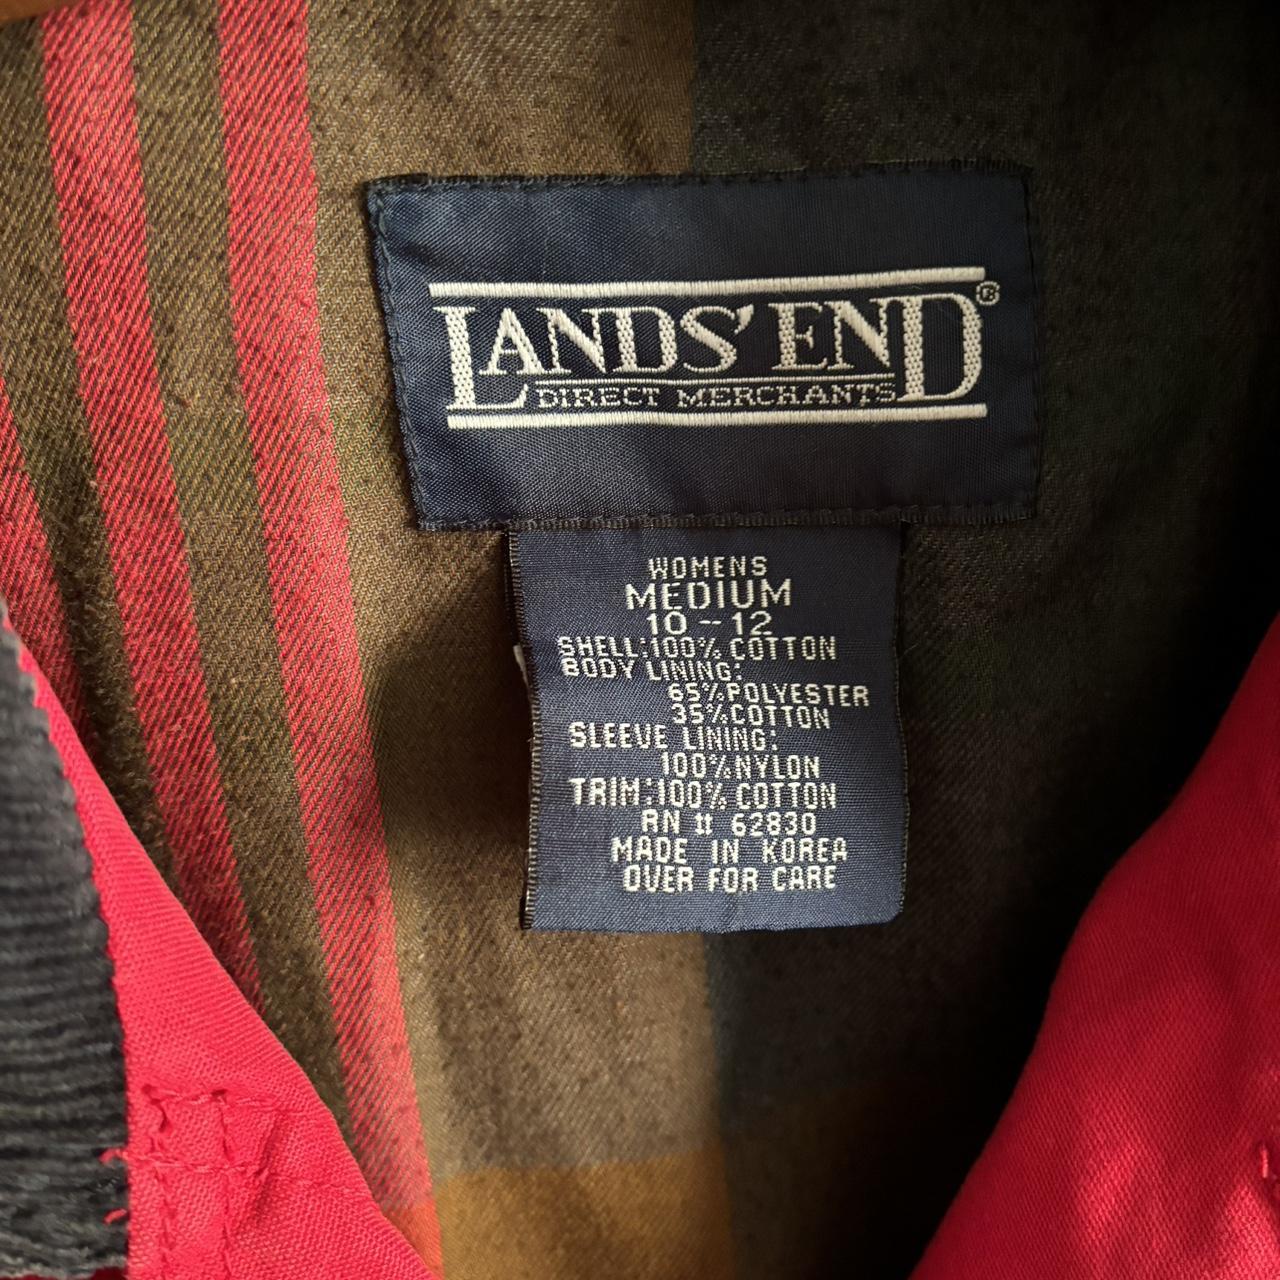 LANDS' END®
DIRECT MERCHANTS
WOMENS
MEDIUM
10-12
SHELL:100% COTTON
BODY LINING:
65%POLYESTER
35%COTTON
SLEEVE LINING:
100%NYLON
TRIM:100% COTTON
RN # 62830
MADE IN KOREA
OVER FOR CARE